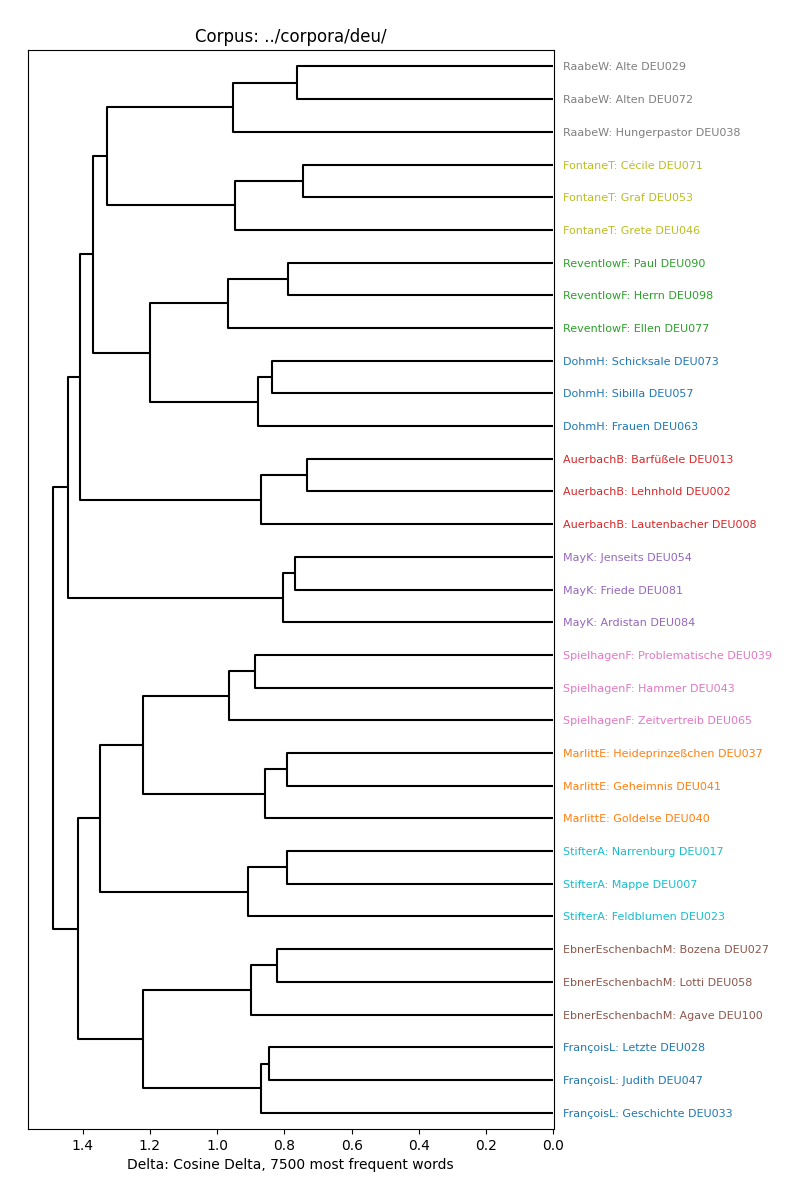 Corpus: ../corpora/deu/
RaabeW: Alte DEU029
RaabeW: Alten DEU072
RaabeW: Hungerpastor DEU038
FontaneT: Cécile DEU071
FontaneT: Graf DEU053
FontaneT: Grete DEU046
ReventlowF: Paul DEU090
ReventlowF: Herrn DEU098
ReventlowF: Ellen DEU077
DohmH: Schicksale DEU073
DohmH: Sibilla DEU057
DohmH: Frauen DEU063
AuerbachB: Barfüßele DEU013
AuerbachB: Lehnhold DEU002
AuerbachB: Lautenbacher DEU008
MayK: Jenseits DEU054
MayK: Friede DEU081
MayK: Ardistan DEU084
SpielhagenF: Problematische DEU039
SpielhagenF: Hammer DEU043
SpielhagenF: Zeitvertreib DEU065
MarlittE: Heideprinzeßchen DEU037
MarlittE: Geheimnis DEU041
MarlittE: Goldelse DEU040
StifterA: Narrenburg DEU017
StifterA: Mappe DEU007
StifterA: Feldblumen DEU023
EbnerEschenbachM: Bozena DEU027
EbnerEschenbachM: Lotti DEU058
EbnerEschenbachM: Agave DEU100
FrançoisL: Letzte DEU028
FrançoisL: Judith DEU047
FrançoisL: Geschichte DEU033
1.4 1.2 1.0 0.8 0.6 0.4 0.2 0.0
Delta: Cosine Delta, 7500 most frequent words